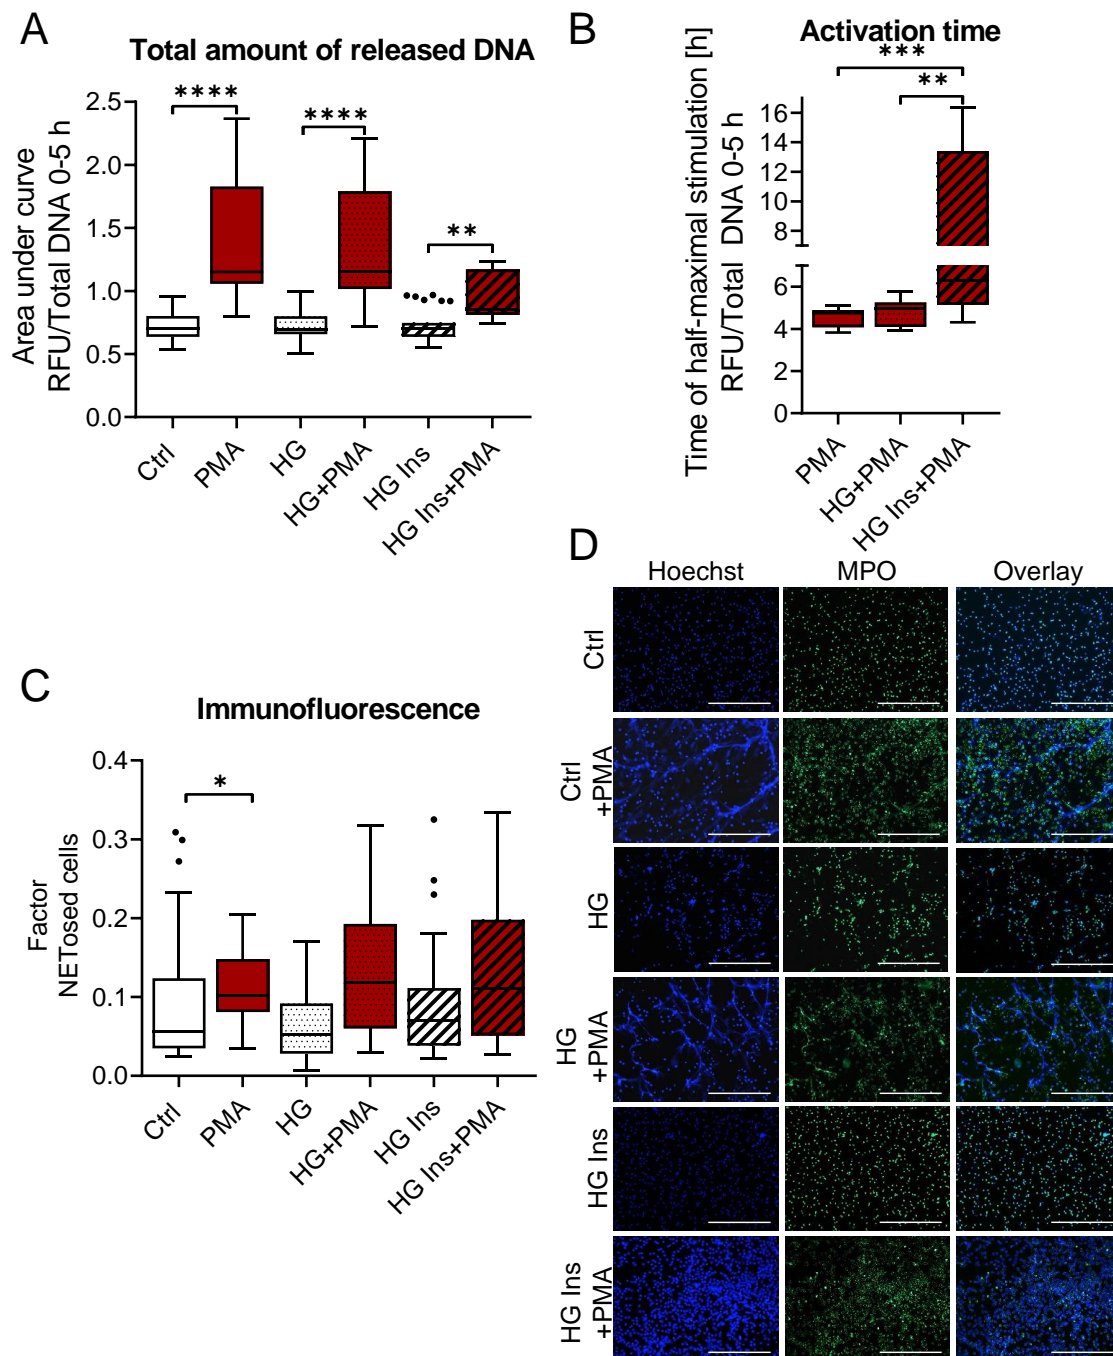 A
Total amount of released DNA
Area under curve
RFU/Total DNA 0-5 h
2.5
2.0
1.5
1.0
0.5
0.0
****
****
**
Ctrl
PMA
HG
HG+PMA
HG Ins
HG Ins+PMA
B
Activation time
Time of half-maximal stimulation [h]
RFU/Total DNA 0-5 h
***
**
16
14
12
10
8
6
4
2
0
PMA
HG+PMA
HG Ins+PMA
C
Immunofluorescence
Factor
NETosed cells
0.4
0.3
0.2
0.1
0.0
*
Ctrl
PMA
HG
HG+PMA
HG Ins
HG Ins+PMA
D
Hoechst
MPO
Overlay
Ctrl
Ctrl
+PMA
HG
HG
+PMA
HG Ins
HG Ins
+PMA